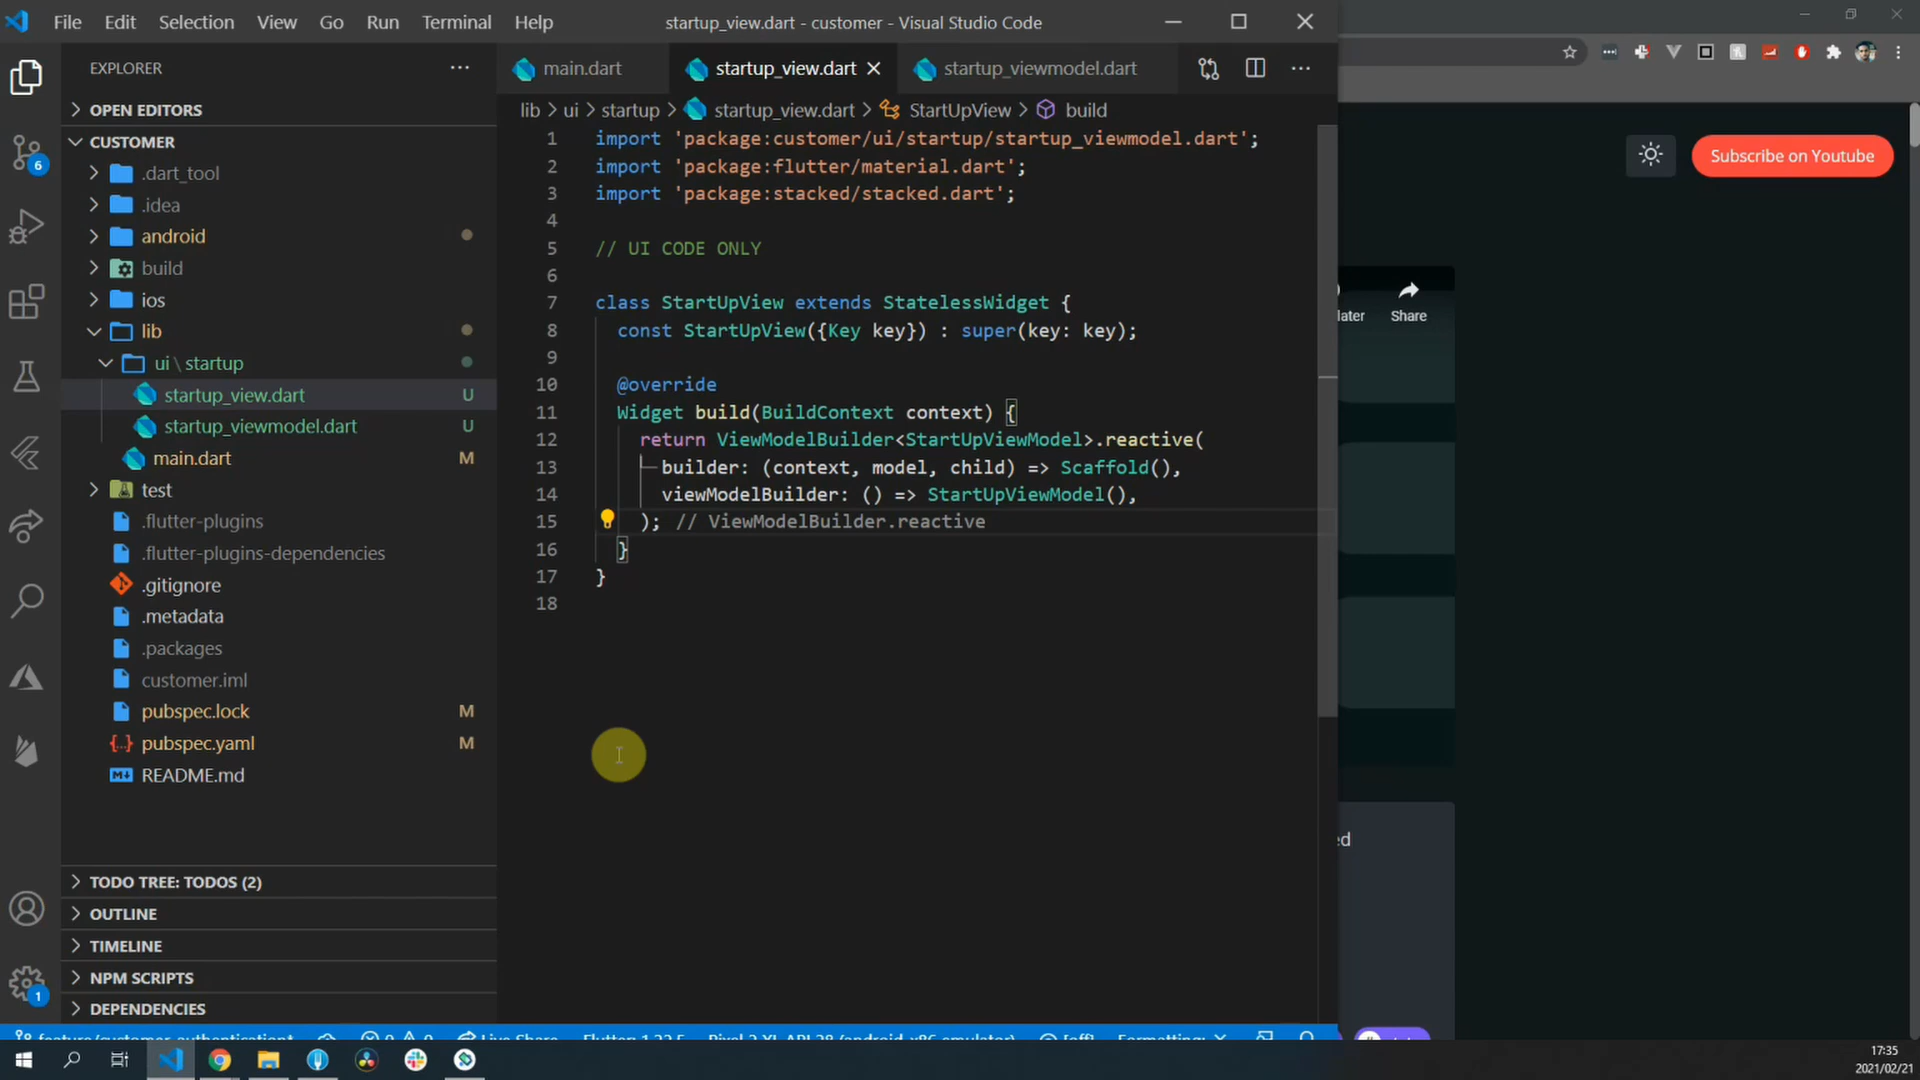 File Edit Selection View Go Run Terminal Help
startup_view.dart - customer - Visual Studio Code
EXPLORER
OPEN EDITORS
CUSTOMER
.dart_tool
.idea
android
build
ios
lib
ui \ startup
startup_view.dart U
startup_viewmodel.dart U
main.dart M
test
.flutter-plugins
.flutter-plugins-dependencies
.gitignore
.metadata
.packages
customer.iml
pubspec.lock M
pubspec.yaml M
README.md
TODO TREE: TODOS (2)
OUTLINE
TIMELINE
NPM SCRIPTS
DEPENDENCIES
6
1
main.dart startup_view.dart startup_viewmodel.dart
lib > ui > startup > startup_view.dart > StartUpView > build
1 import 'package:customer/ui/startup/startup_viewmodel.dart';
2 import 'package:flutter/material.dart';
3 import 'package:stacked/stacked.dart';
4
5 // UI CODE ONLY
6
7 class StartUpView extends StatelessWidget {
8 const StartUpView({Key key}) : super(key: key);
9
10 @override
11 Widget build(BuildContext context) {
12 return ViewModelBuilder<StartUpViewModel>.reactive(
13 builder: (context, model, child) => Scaffold(),
14 viewModelBuilder: () => StartUpViewModel(),
15 ); // ViewModelBuilder.reactive
16 }
17 }
18
Subscribe on Youtube
later Share
ed
17:35
2021/02/21